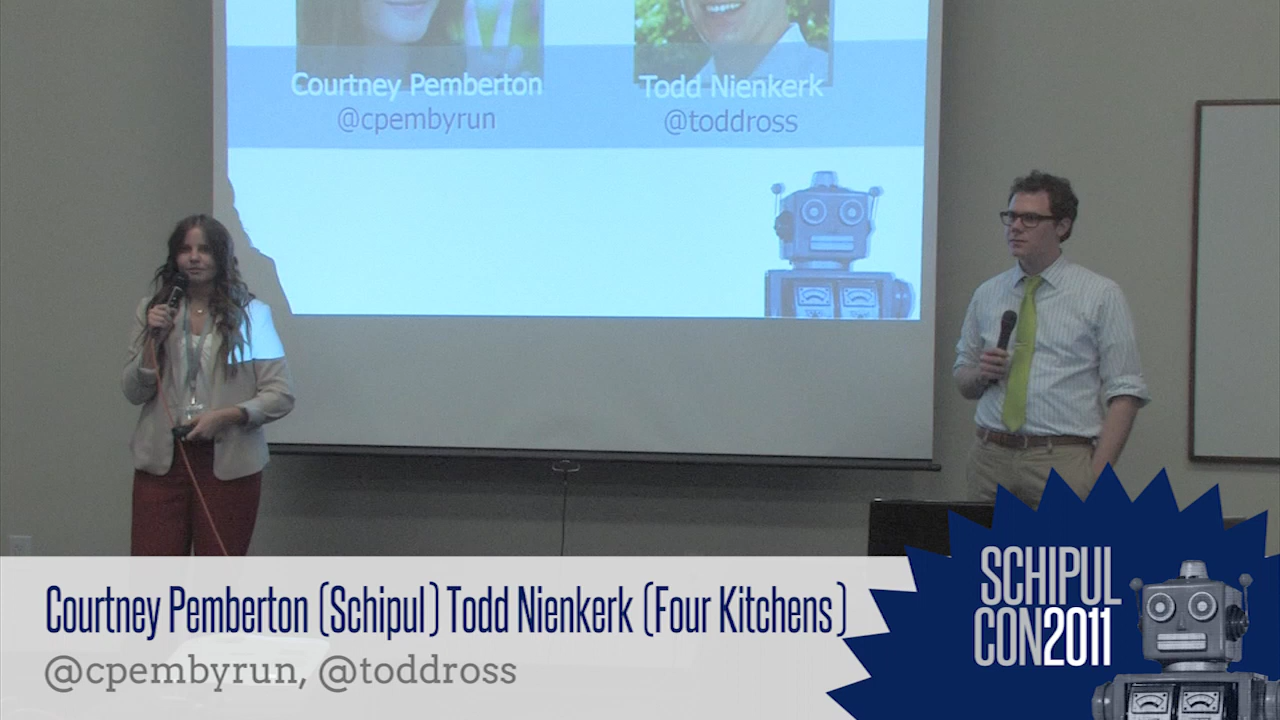 Courtney Pemberton
@cpembyrun
Todd Nienkerk
@toddross
Courtney Pemberton (Schipul) Todd Nienkerk (Four Kitchens)
@cpembyrun, @toddross
SCHIPUL
CON2011